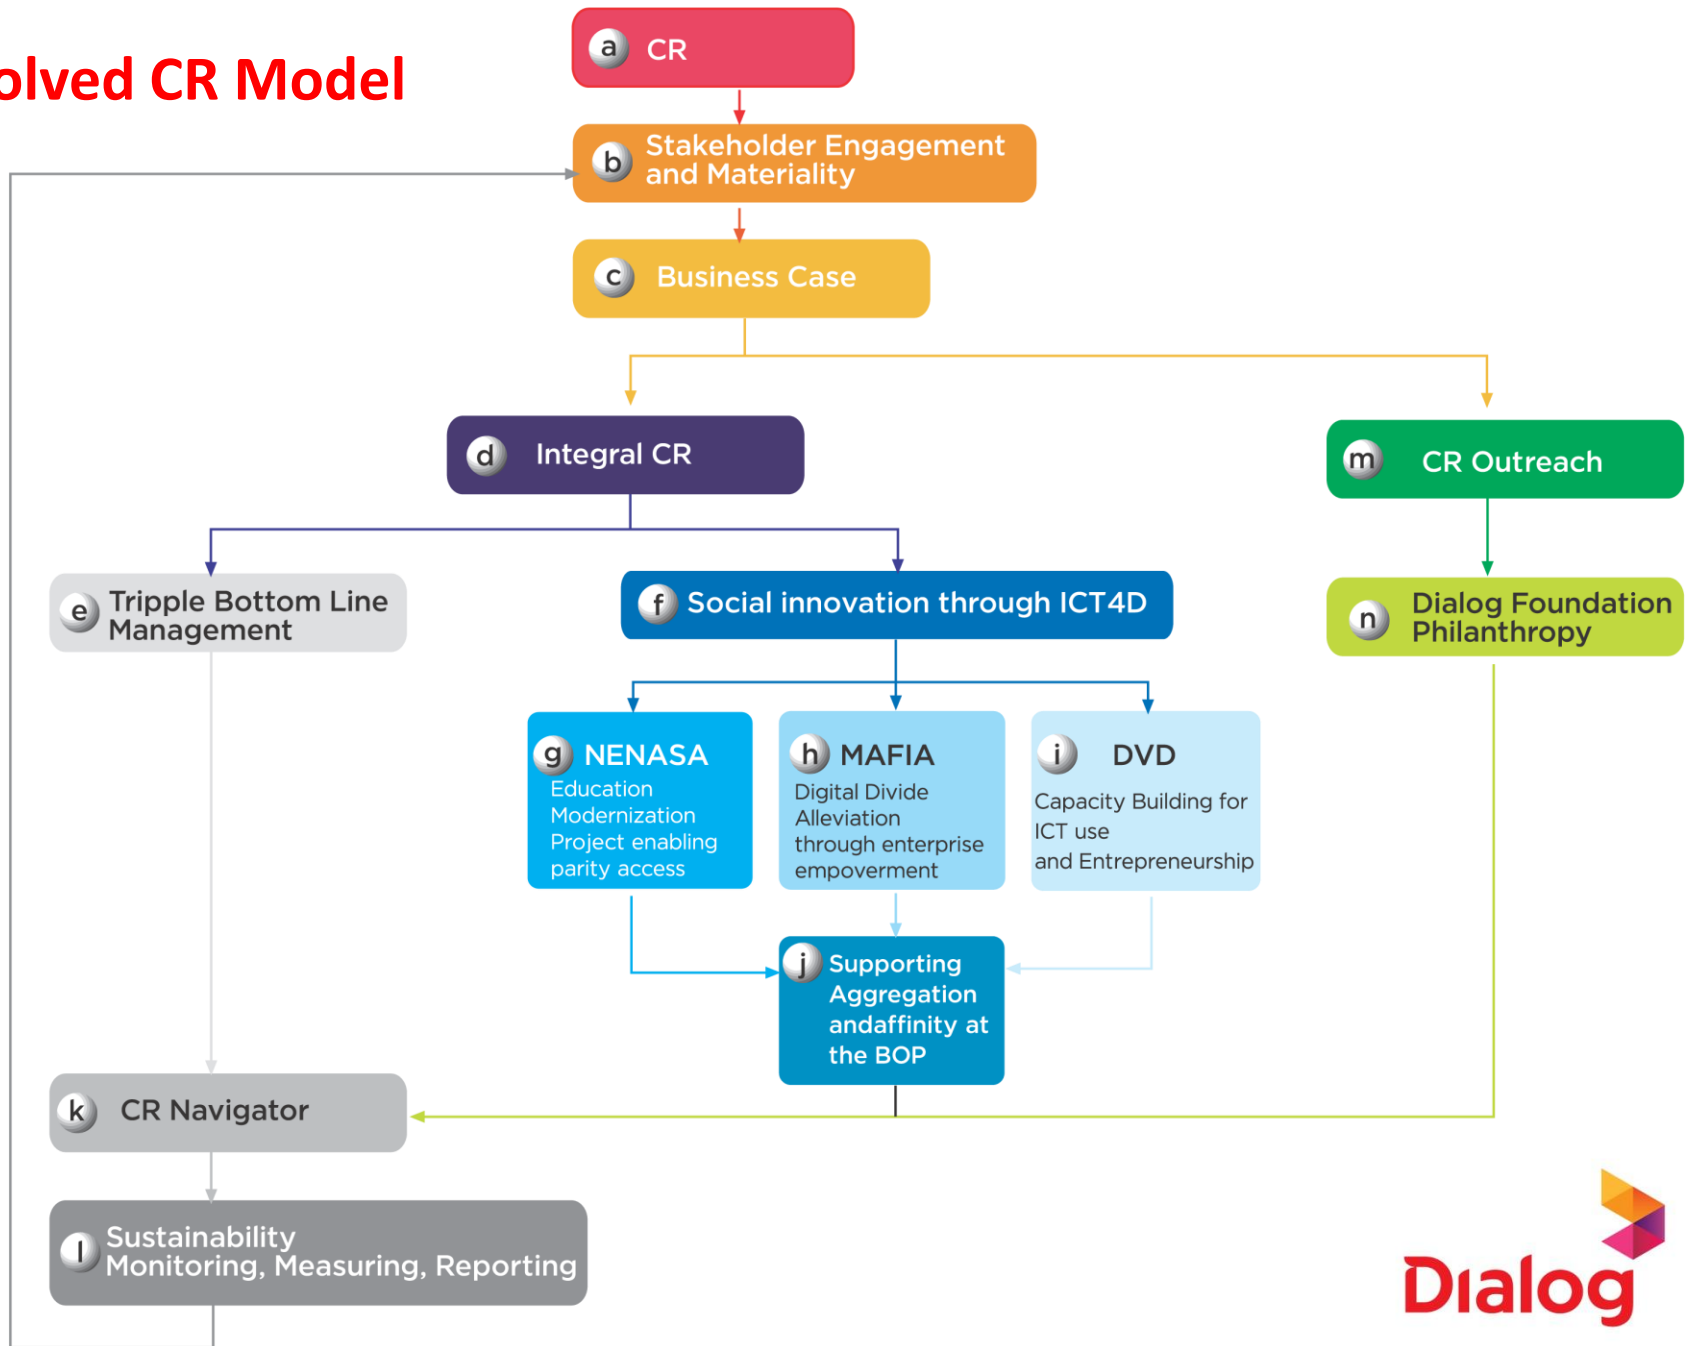 olved CR Model
a CR
b Stakeholder Engagement
and Materiality
c Business Case
d Integral CR
m CR Outreach
e Tripple Bottom Line
Management
f Social innovation through ICT4D
n Dialog Foundation
Philanthropy
g NENASA
Education
Modernization
Project enabling
parity access
h MAFIA
Digital Divide
Alleviation
through enterprise
empoverment
i DVD
Capacity Building for
ICT use
and Entrepreneurship
j Supporting
Aggregation
andaffinity at
the BOP
k CR Navigator
l Sustainability
Monitoring, Measuring, Reporting
Dialog